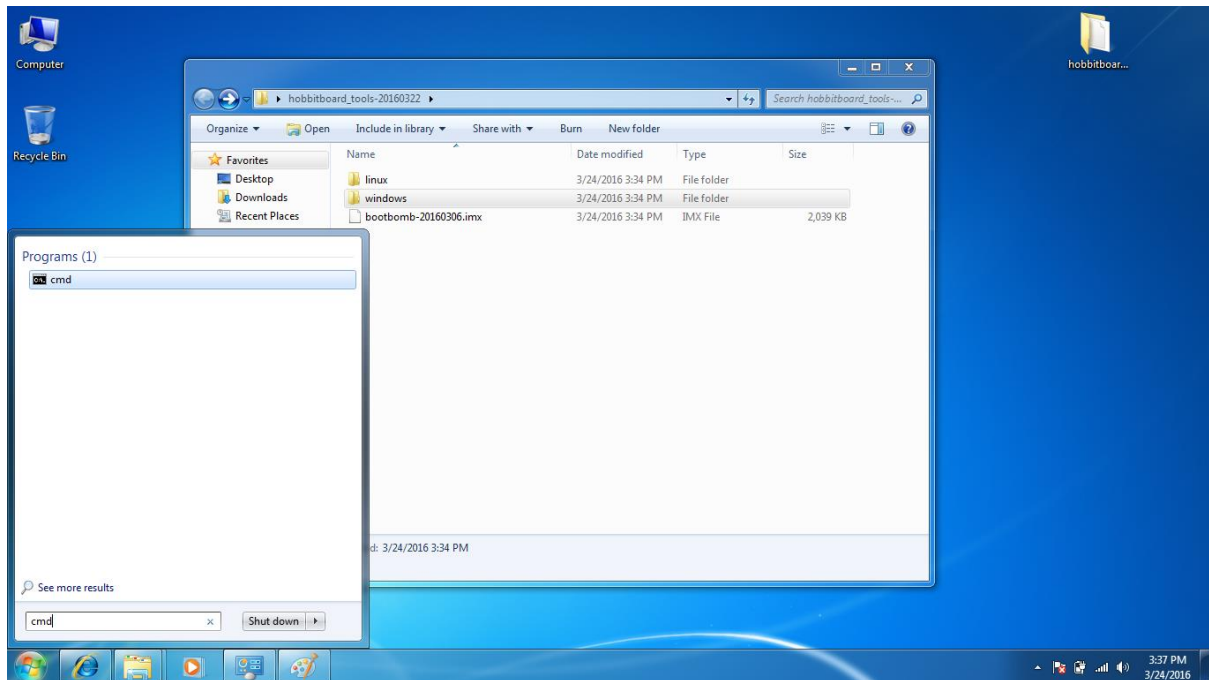 Computer
hobbitboar...
Recycle Bin
hobbitboard_tools-20160322
Search hobbitboard_tools-...
Organize
Open
Include in library
Share with
Burn
New folder
Favorites
Desktop
Downloads
Recent Places
Name
Date modified
Type
Size
linux
3/24/2016 3:34 PM
File folder
windows
3/24/2016 3:34 PM
File folder
bootbomb-20160306.imx
3/24/2016 3:34 PM
IMX File
2,039 KB
Programs (1)
cmd
d: 3/24/2016 3:34 PM
See more results
cmd
Shut down
3:37 PM
3/24/2016